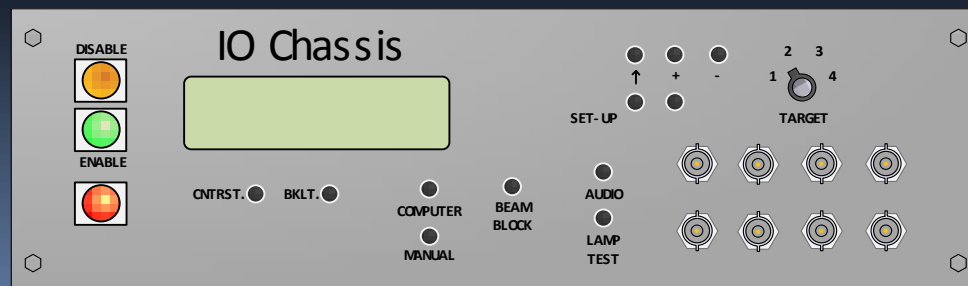 IO Chassis
DISABLE
ENABLE
CNTRST.
BKLT.
COMPUTER
MANUAL
BEAM
BLOCK
AUDIO
LAMP
TEST
↑ + -
SET-UP
2 3
1 4
TARGET